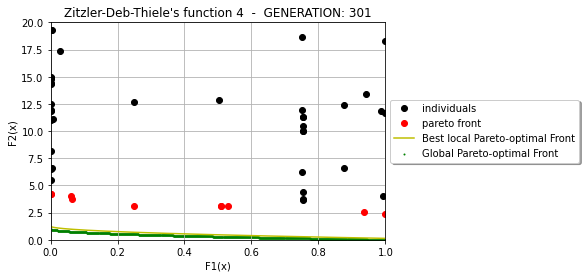 Zitzler-Deb-Thiele's function 4 - GENERATION: 301
20.0
17.5
15.0
12.5
10.0
7.5
5.0
2.5
0.0
F2(x)
0.0 0.2 0.4 0.6 0.8 1.0
F1(x)
individuals
pareto front
Best local Pareto-optimal Front
Global Pareto-optimal Front